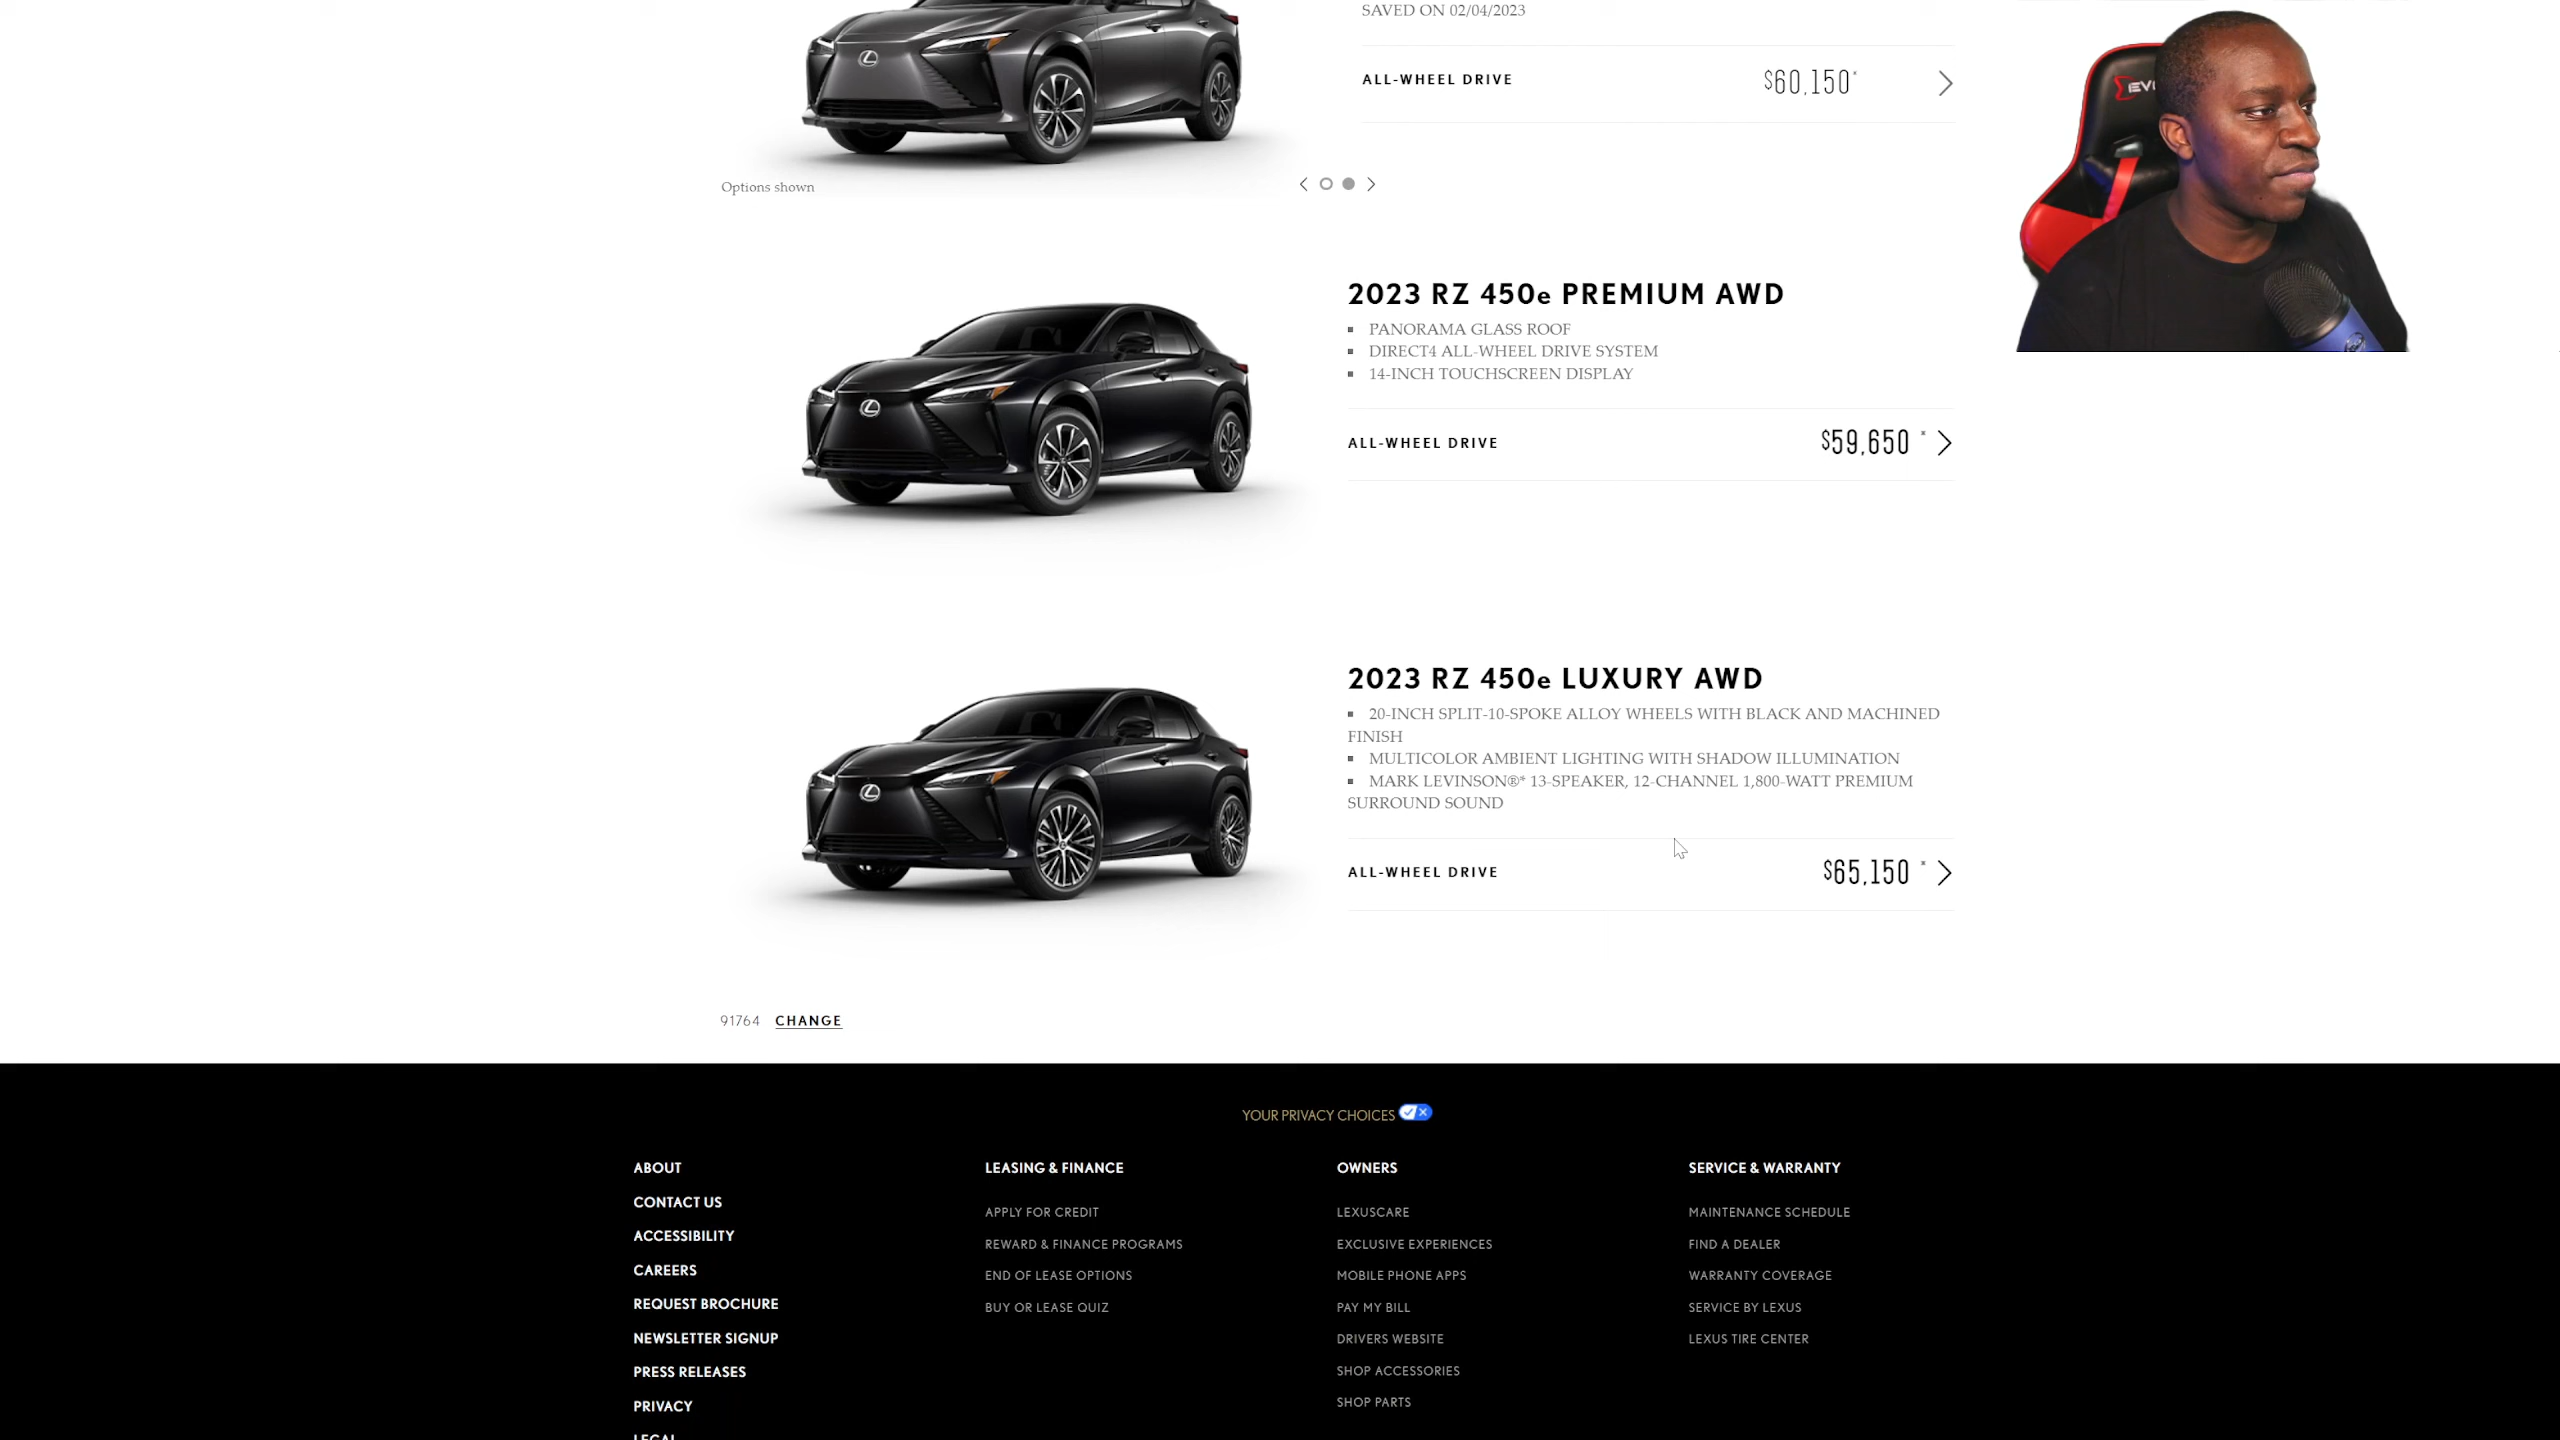 SAVED ON 02/04/2023
ALL-WHEEL DRIVE
$60,150*
Options shown
2023 RZ 450e PREMIUM AWD
▪ PANORAMA GLASS ROOF
▪ DIRECT4 ALL-WHEEL DRIVE SYSTEM
▪ 14-INCH TOUCHSCREEN DISPLAY
ALL-WHEEL DRIVE
$59,650 *
2023 RZ 450e LUXURY AWD
▪ 20-INCH SPLIT-10-SPOKE ALLOY WHEELS WITH BLACK AND MACHINED
FINISH
▪ MULTICOLOR AMBIENT LIGHTING WITH SHADOW ILLUMINATION
▪ MARK LEVINSON®* 13-SPEAKER, 12-CHANNEL 1,800-WATT PREMIUM
SURROUND SOUND
ALL-WHEEL DRIVE
$65,150 *
91764 CHANGE
YOUR PRIVACY CHOICES
ABOUT
CONTACT US
ACCESSIBILITY
CAREERS
REQUEST BROCHURE
NEWSLETTER SIGNUP
PRESS RELEASES
PRIVACY
LEGAL
LEASING & FINANCE
APPLY FOR CREDIT
REWARD & FINANCE PROGRAMS
END OF LEASE OPTIONS
BUY OR LEASE QUIZ
OWNERS
LEXUSCARE
EXCLUSIVE EXPERIENCES
MOBILE PHONE APPS
PAY MY BILL
DRIVERS WEBSITE
SHOP ACCESSORIES
SHOP PARTS
SERVICE & WARRANTY
MAINTENANCE SCHEDULE
FIND A DEALER
WARRANTY COVERAGE
SERVICE BY LEXUS
LEXUS TIRE CENTER